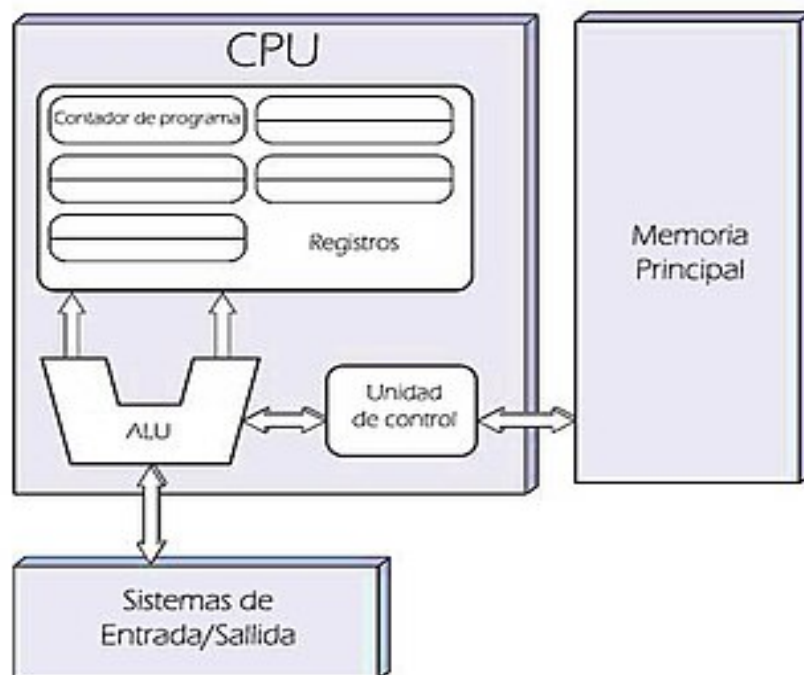 CPU
Contador de programa
Registros
Memoria
Principal
ALU
Unidad
de control
Sistemas de
Entrada/Sallida